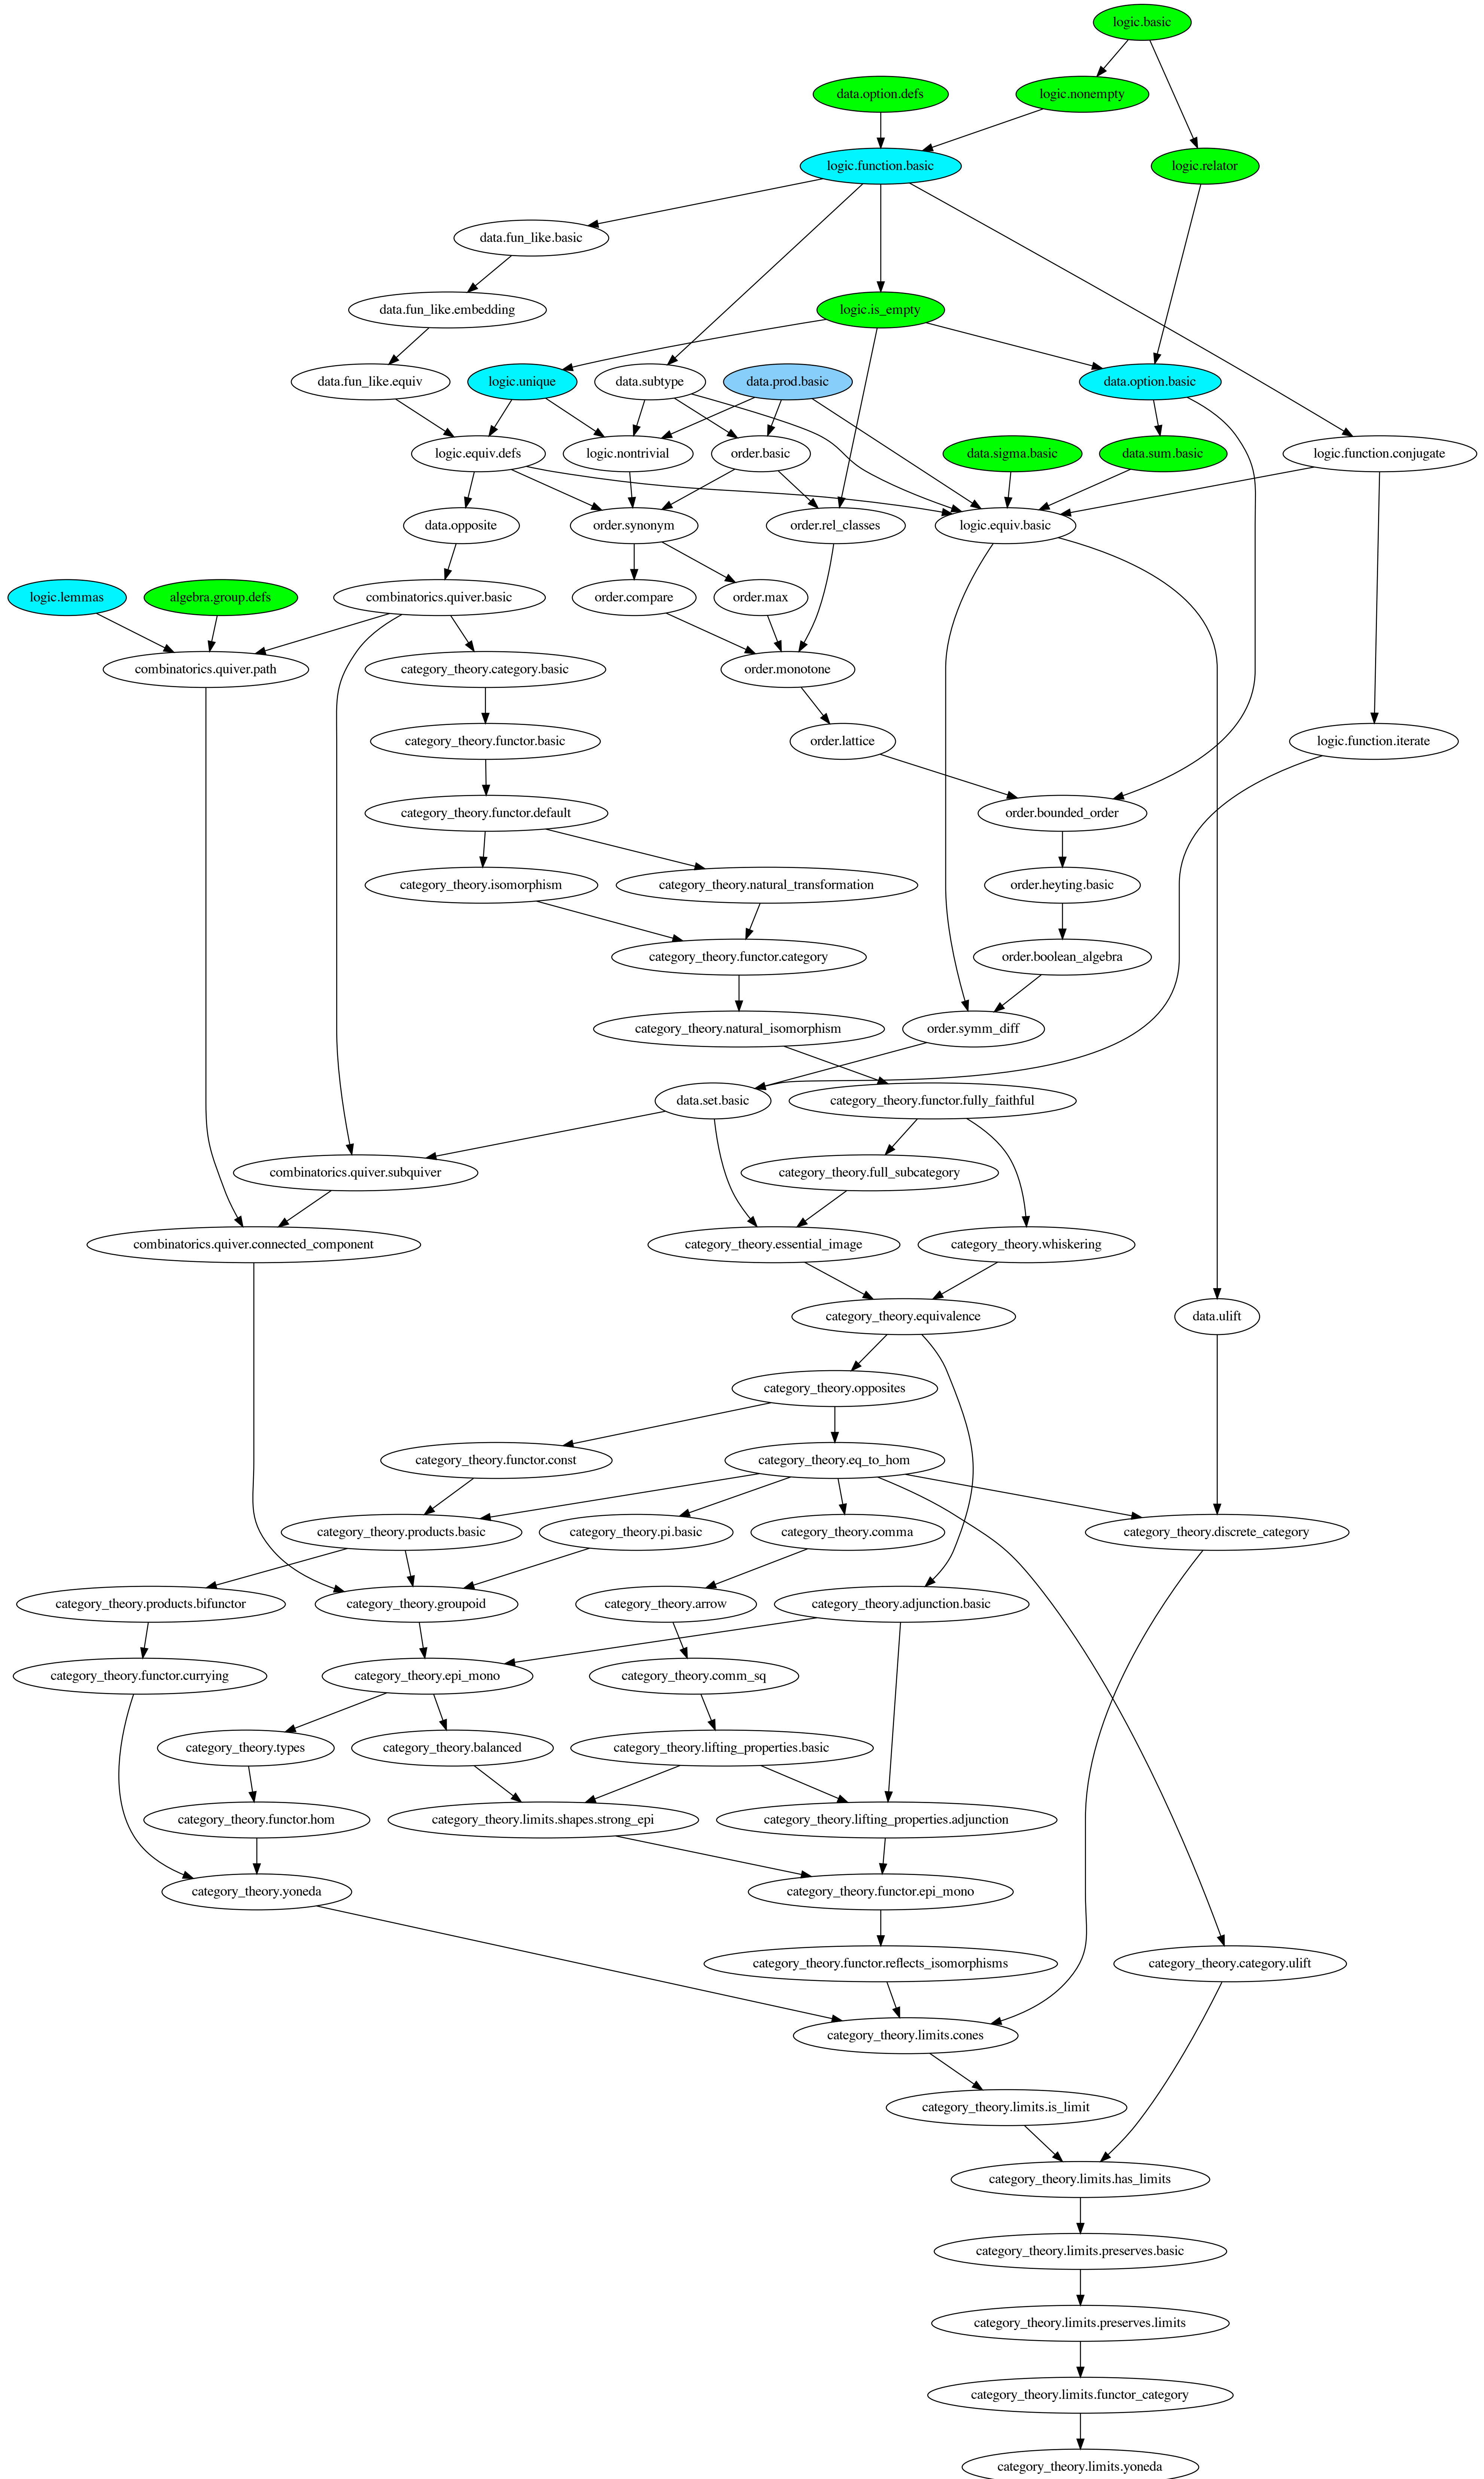 logic.basic
data.option.defs
logic.nonempty
logic.function.basic
logic.relator
data.fun_like.basic
data.fun_like.embedding
logic.is_empty
data.fun_like.equiv
logic.unique
data.subtype
data.prod.basic
data.option.basic
logic.equiv.defs
logic.nontrivial
order.basic
data.sigma.basic
data.sum.basic
logic.function.conjugate
data.opposite
order.synonym
order.rel_classes
logic.equiv.basic
logic.lemmas
algebra.group.defs
combinatorics.quiver.basic
order.compare
order.max
combinatorics.quiver.path
category_theory.category.basic
order.monotone
category_theory.functor.basic
order.lattice
logic.function.iterate
category_theory.functor.default
order.bounded_order
category_theory.isomorphism
category_theory.natural_transformation
order.heyting.basic
category_theory.functor.category
order.boolean_algebra
category_theory.natural_isomorphism
order.symm_diff
data.set.basic
category_theory.functor.fully_faithful
combinatorics.quiver.subquiver
category_theory.full_subcategory
combinatorics.quiver.connected_component
category_theory.essential_image
category_theory.whiskering
category_theory.equivalence
data.ulift
category_theory.opposites
category_theory.functor.const
category_theory.eq_to_hom
category_theory.products.basic
category_theory.pi.basic
category_theory.comma
category_theory.discrete_category
category_theory.products.bifunctor
category_theory.groupoid
category_theory.arrow
category_theory.adjunction.basic
category_theory.functor.currying
category_theory.epi_mono
category_theory.comm_sq
category_theory.types
category_theory.balanced
category_theory.lifting_properties.basic
category_theory.functor.hom
category_theory.limits.shapes.strong_epi
category_theory.lifting_properties.adjunction
category_theory.yoneda
category_theory.functor.epi_mono
category_theory.functor.reflects_isomorphisms
category_theory.category.ulift
category_theory.limits.cones
category_theory.limits.is_limit
category_theory.limits.has_limits
category_theory.limits.preserves.basic
category_theory.limits.preserves.limits
category_theory.limits.functor_category
category_theory.limits.yoneda